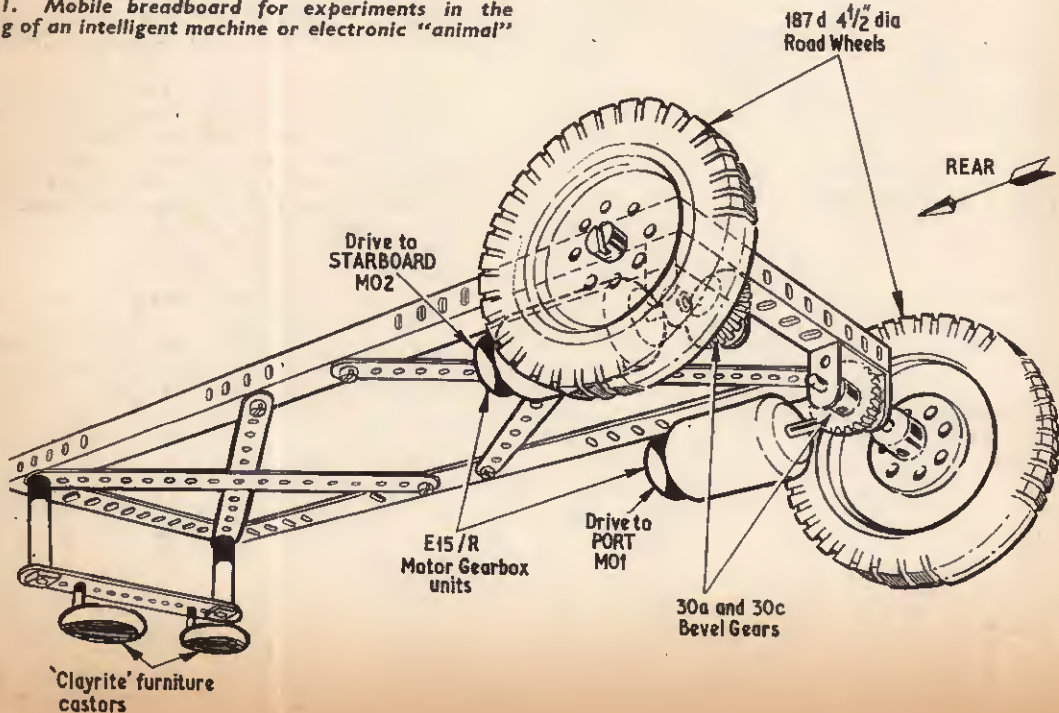 1. Mobile breadboard for experiments in the
g of an intelligent machine or electronic "animal"
187d 4½" dia
Road Wheels
REAR
Drive to
STARBOARD
MO2
E15/R
Motor Gearbox
units
Drive to
PORT
MO1
30a and 30c
Bevel Gears
'Clayrite' furniture
castors